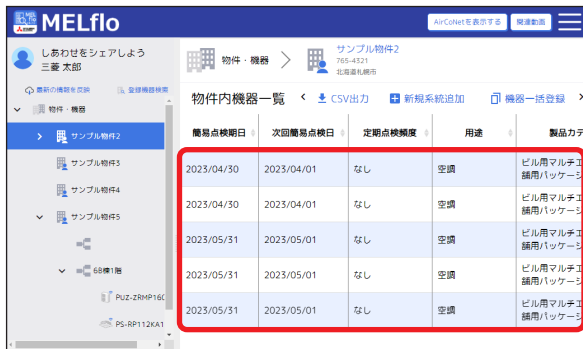 MELflo
AirCoNetを表示する
関連動画
しあわせをシェアしよう
三菱 太郎
最新の情報を反映
登録機器検索
物件・機器
サンプル物件2
サンプル物件3
サンプル物件4
サンプル物件5
6B棟1階
PUZ-ZRMP160
PS-RP112KA1
物件・機器 >
サンプル物件2
765-4321
北海道札幌市
物件内機器一覧
CSV出力
新規系統追加
機器一括登録
簡易点検期日 次回簡易点検日 定期点検頻度 用途 製品カテ
2023/04/30 2023/04/01 なし 空調 ビル用マルチエ
舗用パッケージ
2023/04/30 2023/04/01 なし 空調 ビル用マルチエ
舗用パッケージ
2023/05/31 2023/05/01 なし 空調 ビル用マルチエ
舗用パッケージ
2023/05/31 2023/05/01 なし 空調 ビル用マルチエ
舗用パッケージ
2023/05/31 2023/05/01 なし 空調 ビル用マルチエ
舗用パッケージ